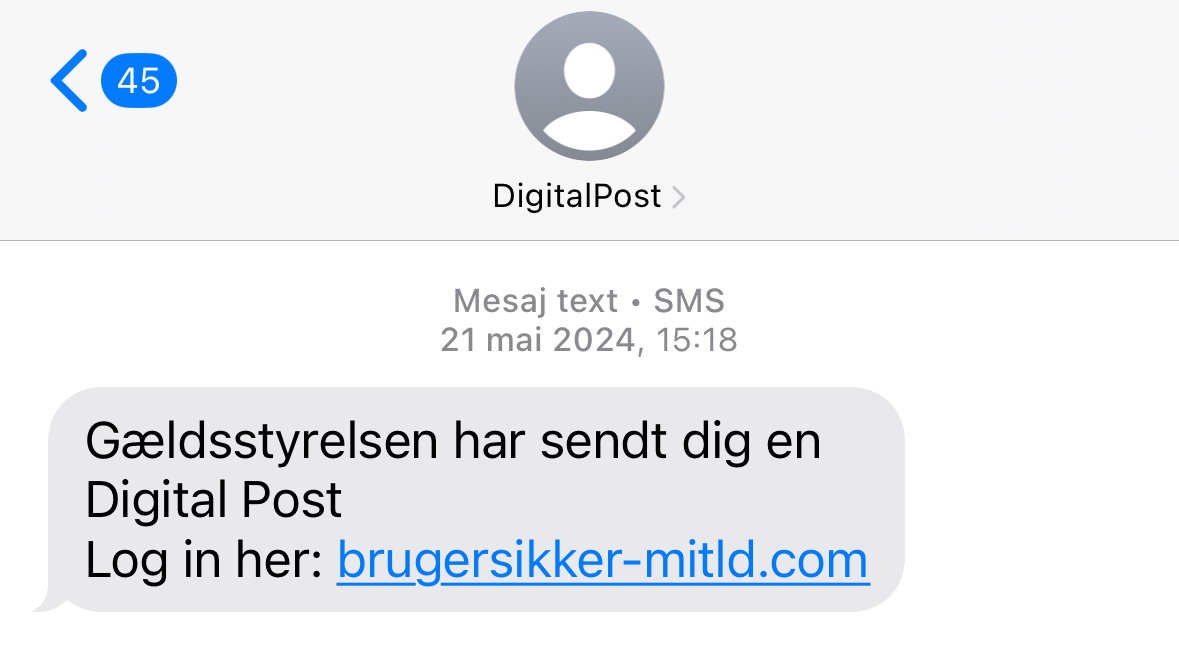 45
DigitalPost
Mesaj text • SMS
21 mai 2024, 15:18
Gældsstyrelsen har sendt dig en
Digital Post
Log in her: brugersikker-mitld.com